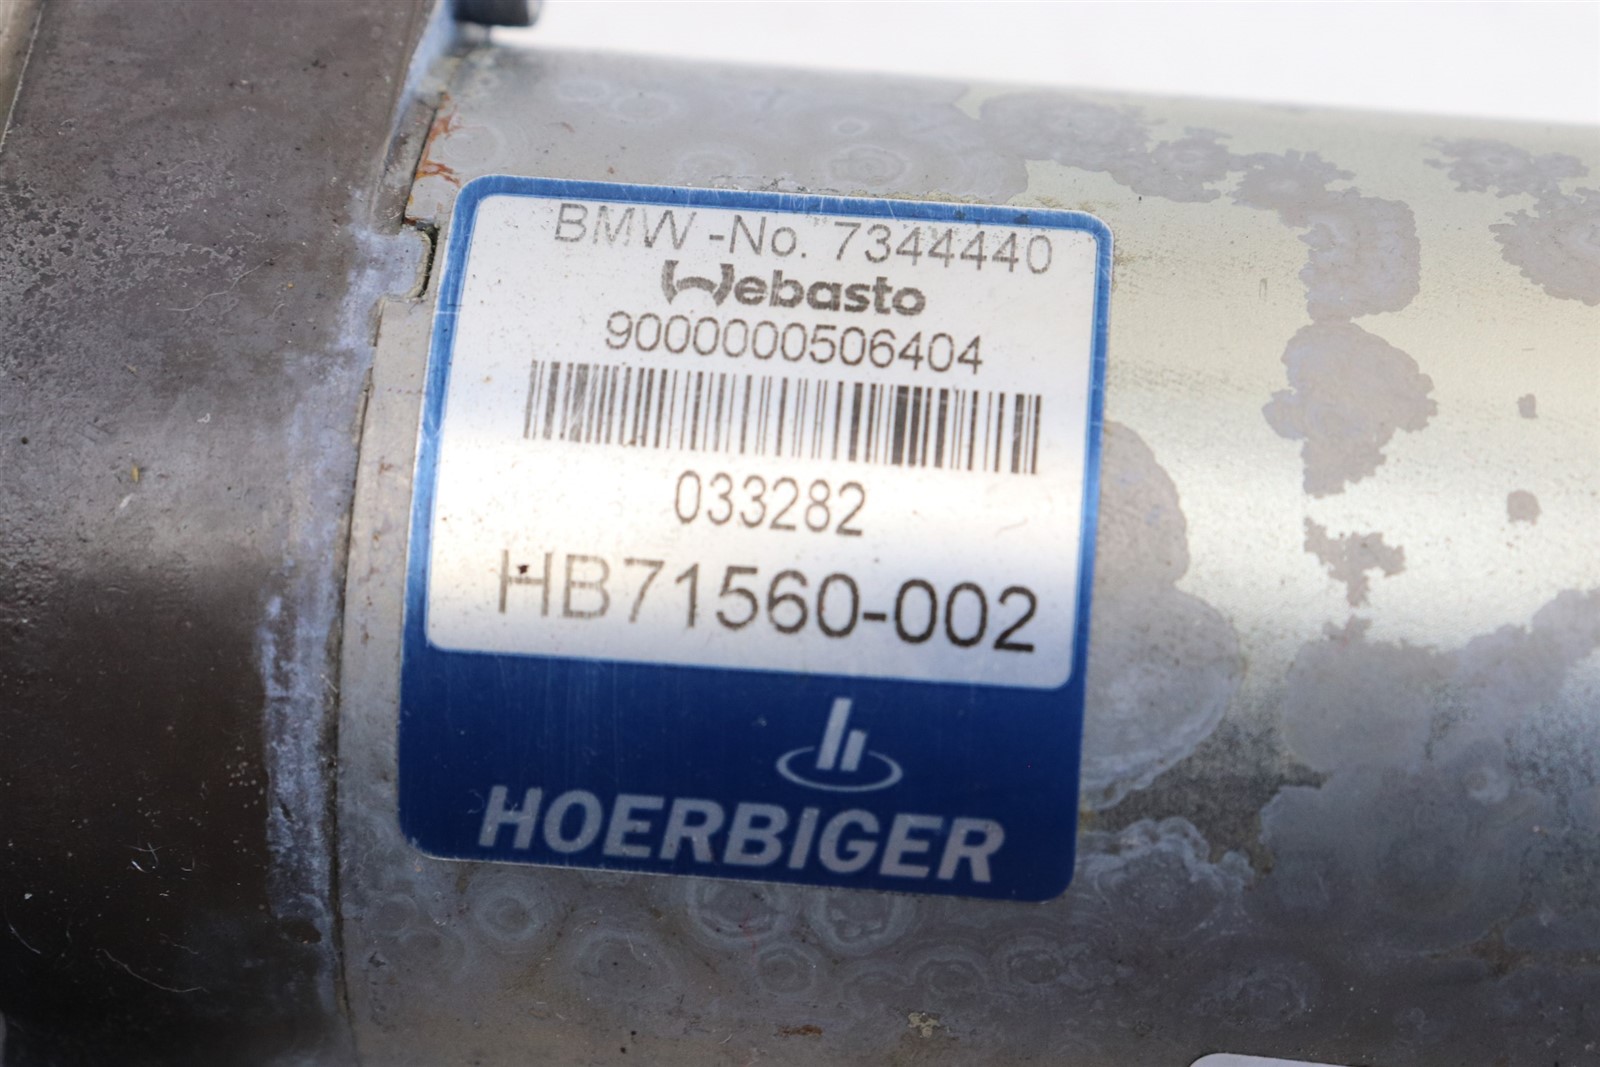 BMW -No. 7344440
Webasto
9000000506404
033282
HB71560-002
HOERBIGER